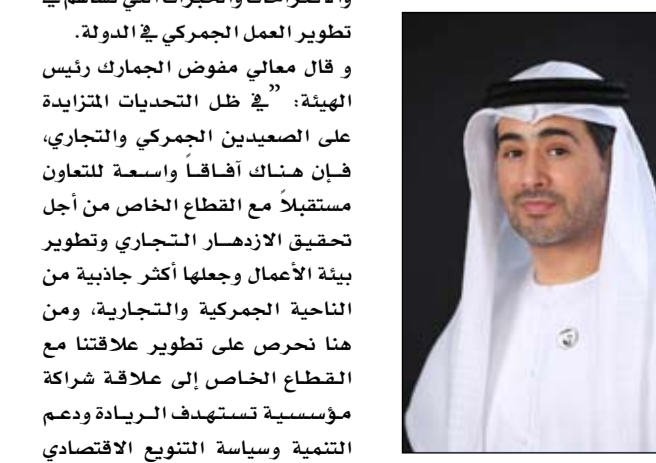 والاقتراحات والخبرات التي تساهم في
تطوير العمل الجمركي في الدولة.
و قال معالي مفوض الجمارك رئيس
الهيئة: ”في ظل التحديات المتزايدة
على الصعيدين الجمركي والتجاري،
فإن هناك آفاقاً واسعة للتعاون
مستقبلاً مع القطاع الخاص من أجل
تحقيق الازدهار التجاري وتطوير
بيئة الأعمال وجعلها أكثر جاذبية من
الناحية الجمركية والتجارية، ومن
هنا نحرص على تطوير علاقتنا مع
القطاع الخاص إلى علاقة شراكة
مؤسسية تستهدف الريادة ودعم
التنمية وسياسة التنويع الاقتصادي